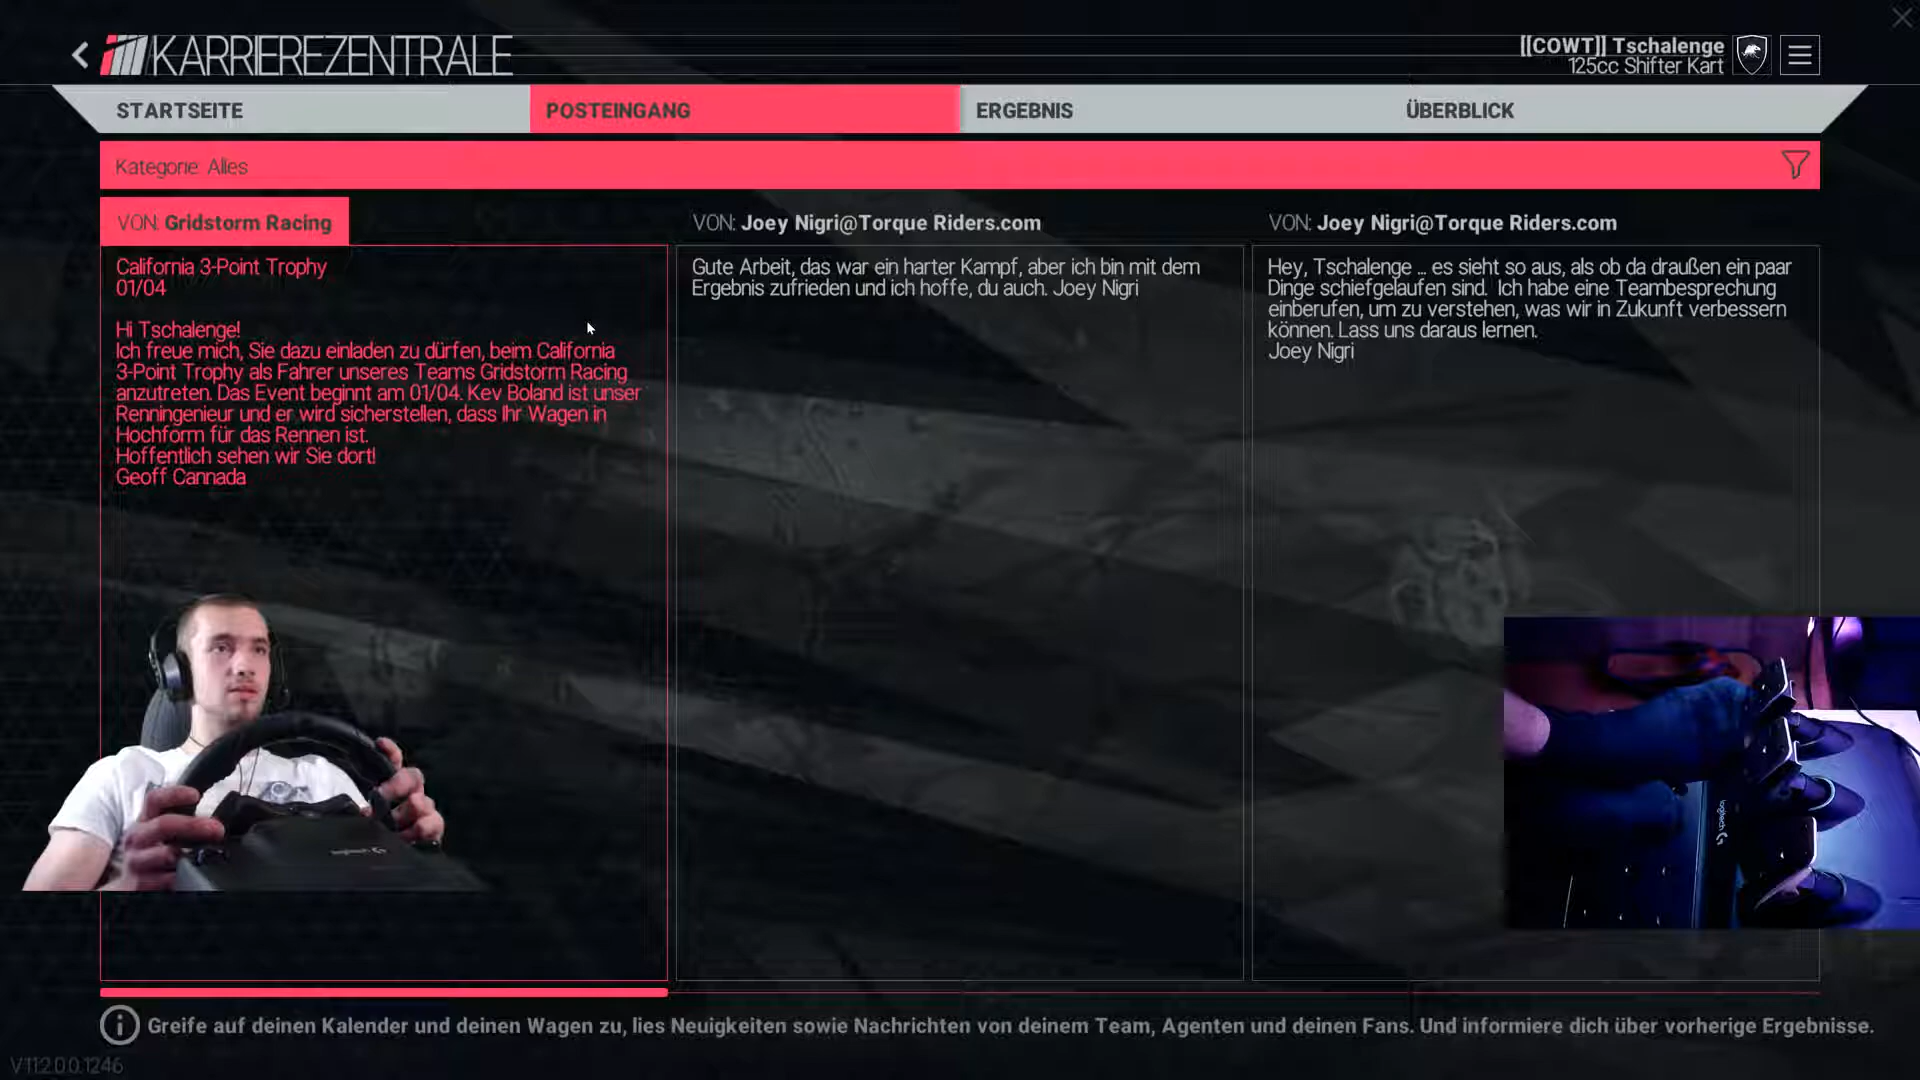 KARRIEREZENTRALE
[[COWT]] Tschalenge
125cc Shifter Kart
STARTSEITE
POSTEINGANG
ERGEBNIS
ÜBERBLICK
Kategorie: Alles
VON: Gridstorm Racing
California 3-Point Trophy
01/04
Hi Tschalenge!
Ich freue mich, Sie dazu einladen zu dürfen, beim California
3-Point Trophy als Fahrer unseres Teams Gridstorm Racing
anzutreten. Das Event beginnt am 01/04. Kev Boland ist unser
Renningenieur und er wird sicherstellen, dass Ihr Wagen in
Hochform für das Rennen ist.
Hoffentlich sehen wir Sie dort!
Geoff Cannada
VON: Joey Nigri@Torque Riders.com
Gute Arbeit, das war ein harter Kampf, aber ich bin mit dem
Ergebnis zufrieden und ich hoffe, du auch. Joey Nigri
VON: Joey Nigri@Torque Riders.com
Hey, Tschalenge ... es sieht so aus, als ob da draußen ein paar
Dinge schiefgelaufen sind. Ich habe eine Teambesprechung
einberufen, um zu verstehen, was wir in Zukunft verbessern
können. Lass uns daraus lernen.
Joey Nigri
logitech G
logitech G
Greife auf deinen Kalender und deinen Wagen zu, lies Neuigkeiten sowie Nachrichten von deinem Team, Agenten und deinen Fans. Und informiere dich über vorherige Ergebnisse.
V1.12.0.0.1246